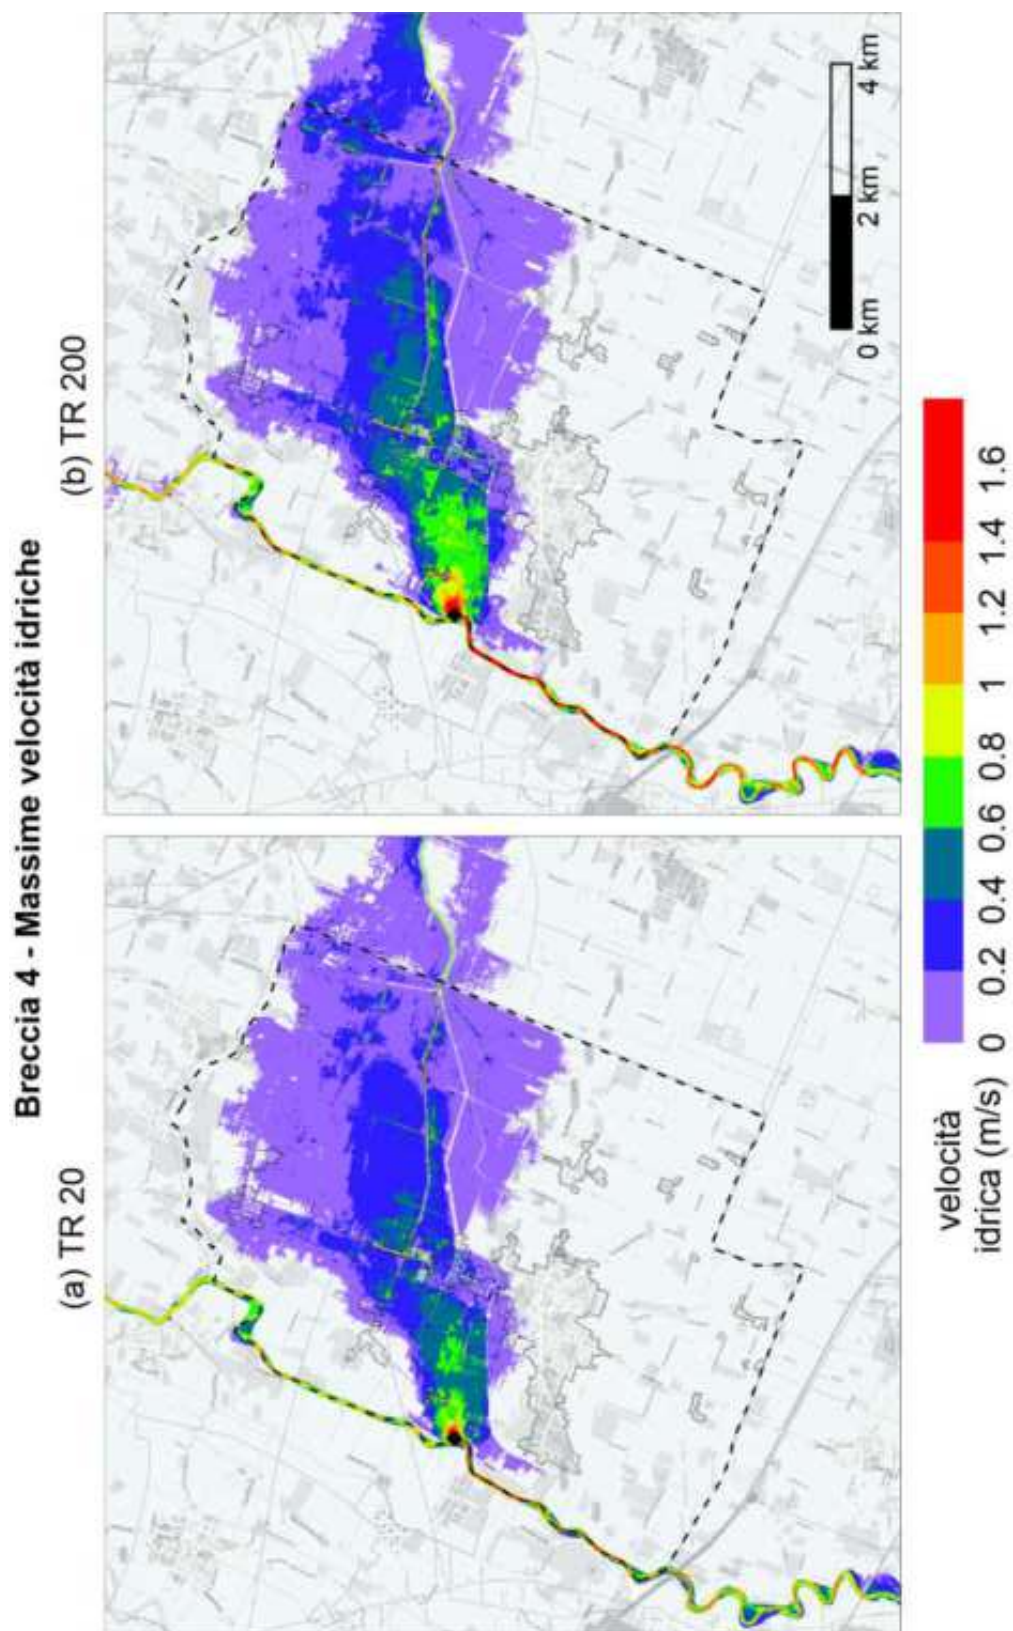 Breccia 4 - Massime velocità idriche
(a) TR 20
(b) TR 200
0 km
2 km
4 km
velocità
idrica (m/s)
0
0.2
0.4
0.6
0.8
1
1.2
1.4
1.6